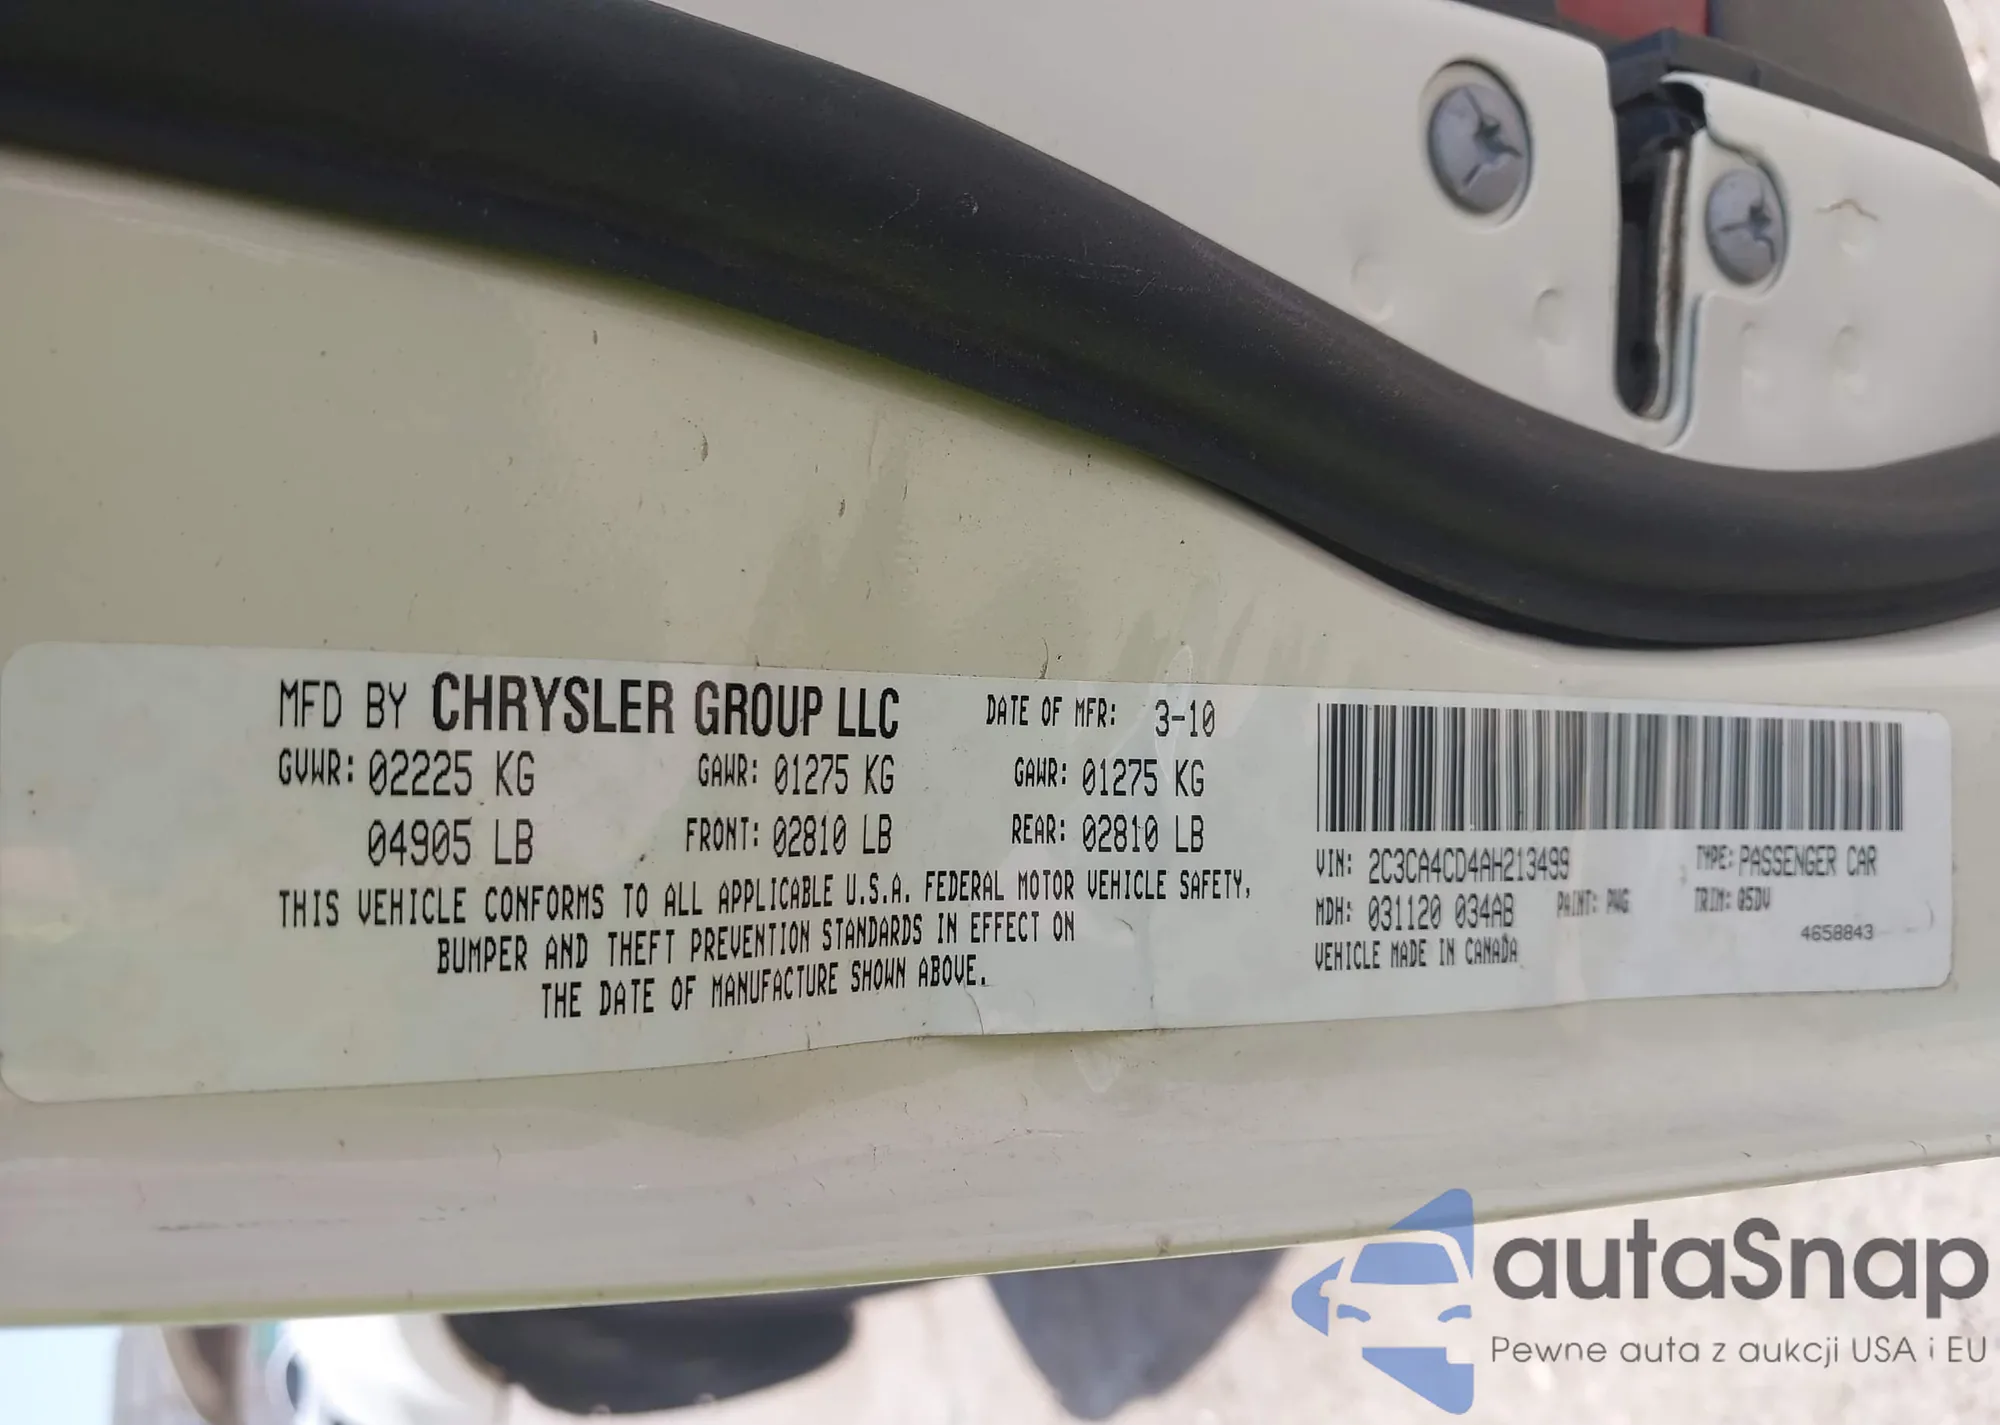 MFD BY CHRYSLER GROUP LLC DATE OF MFR: 3-10
GVWR: 02225 KG GAWR: 01275 KG GAWR: 01275 KG
04905 LB FRONT: 02810 LB REAR: 02810 LB
THIS VEHICLE CONFORMS TO ALL APPLICABLE U.S.A. FEDERAL MOTOR VEHICLE SAFETY,
BUMPER AND THEFT PREVENTION STANDARDS IN EFFECT ON
THE DATE OF MANUFACTURE SHOWN ABOVE.
VIN: 2C3CA4CD4AH213499 TYPE: PASSENGER CAR
MDH: 031120 034AB PAINT: PWG TRIM: Q5DV
VEHICLE MADE IN CANADA 4658843
autaSnap
Pewne auta z aukcji USA i EU